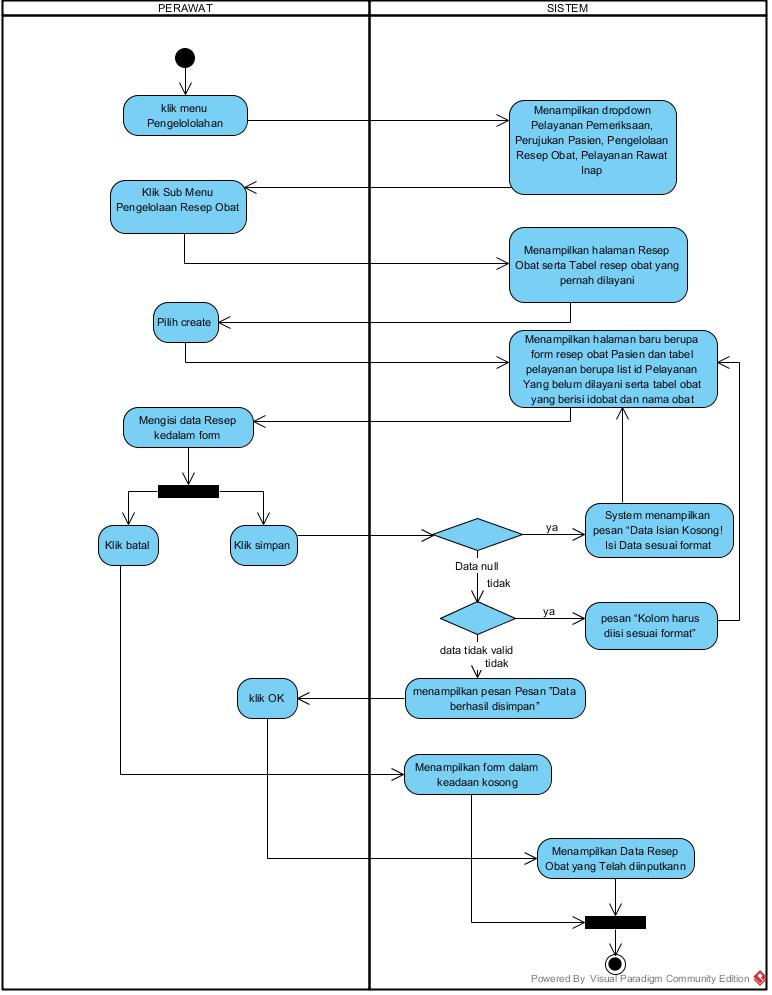 PERAWAT
SISTEM
klik menu
Pengelololahan
Menampilkan dropdown
Pelayanan Pemeriksaan,
Perujukan Pasien, Pengelolaan
Resep Obat, Pelayanan Rawat
Inap
Klik Sub Menu
Pengelolaan Resep Obat
Menampilkan halaman Resep
Obat serta Tabel resep obat yang
pernah dilayani
Pilih create
Menampilkan halaman baru berupa
form resep obat Pasien dan tabel
pelayanan berupa list id Pelayanan
Yang belum dilayani serta tabel obat
yang berisi idobat dan nama obat
Mengisi data Resep
kedalam form
Klik batal
Klik simpan
ya
System menampilkan
pesan “Data Isian Kosong!
Isi Data sesuai format
Data null
tidak
ya
pesan “Kolom harus
diisi sesuai format”
data tidak valid
tidak
klik OK
menampilkan pesan Pesan ”Data
berhasil disimpan”
Menampilkan form dalam
keadaan kosong
Menampilkan Data Resep
Obat yang Telah diinputkann
Powered By Visual Paradigm Community Edition